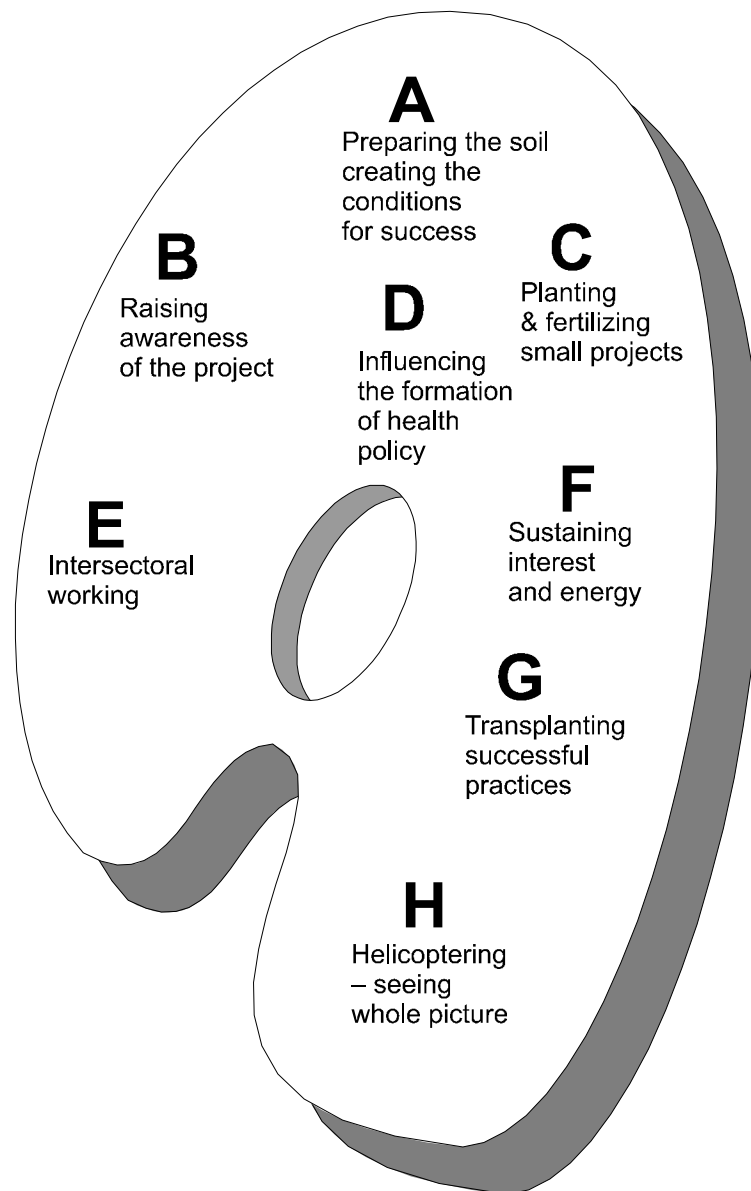 A
Preparing the soil
creating the
conditions
for success
B
Raising
awareness
of the project
C
Planting
& fertilizing
small projects
D
Influencing
the formation
of health
policy
E
Intersectoral
working
F
Sustaining
interest
and energy
G
Transplanting
successful
practices
H
Helicoptering
– seeing
whole picture